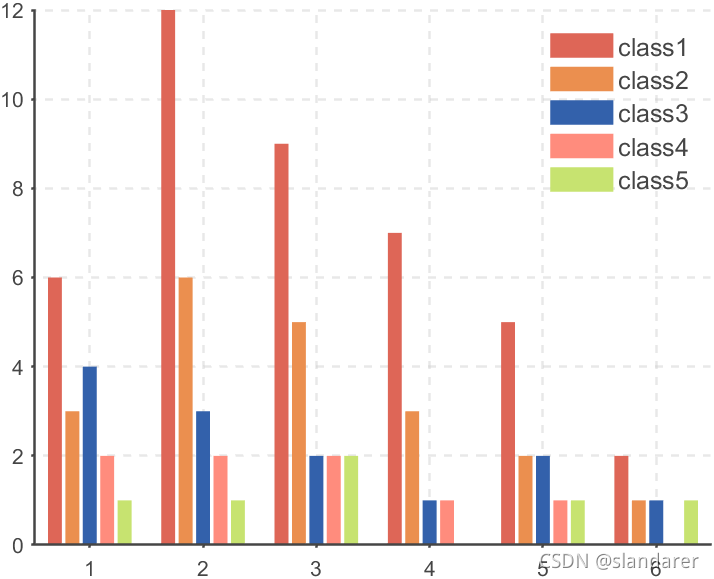 12
10
8
6
4
2
0
class1
class2
class3
class4
class5
1 2 3 4 5 6
CSDN @slandarer